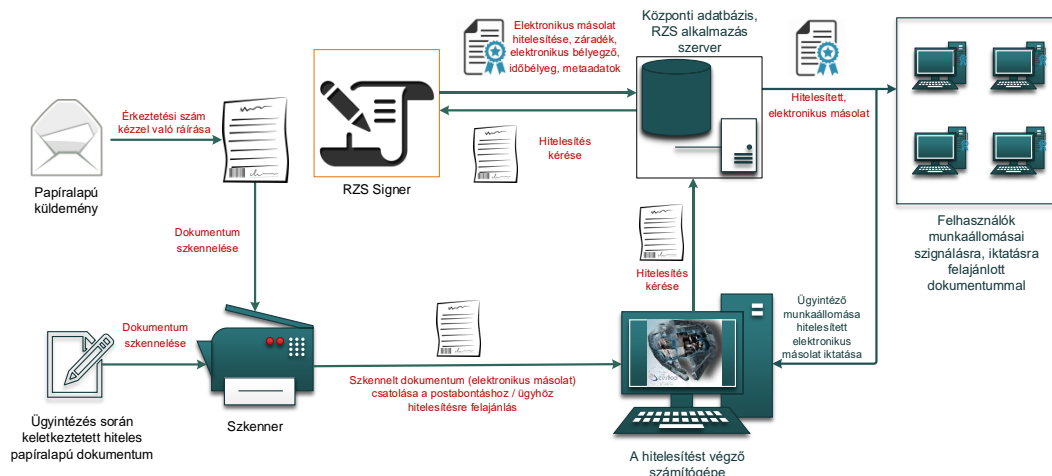 Elektronikus másolat
hitelesítése, záradék,
elektronikus bélyegző,
időbélyeg, metaadatok
Központi adatbázis,
RZS alkalmazás
szerver
Érkeztetési szám
kézzel való ráírása
Hitelesítés
kérése
Hitelesített,
elektronikus másolat
Papíralapú
küldemény
RZS Signer
Dokumentum
szkennelése
Hitelesítés
kérése
Felhasználók
munkaállomásai
szignálásra, iktatásra
felajánlott
dokumentummal
Dokumentum
szkennelése
Ügyintéző
munkaállomása
hitelesített
elektronikus
másolat iktatása
Szkennelt dokumentum (elektronikus másolat)
csatolása a postabontáshoz / ügyhöz
hitelesítésre felajánlás
Ügyintézés során
keletkeztetett hiteles
papíralapú dokumentum
Szkenner
A hitelesítést végző
számítógépe